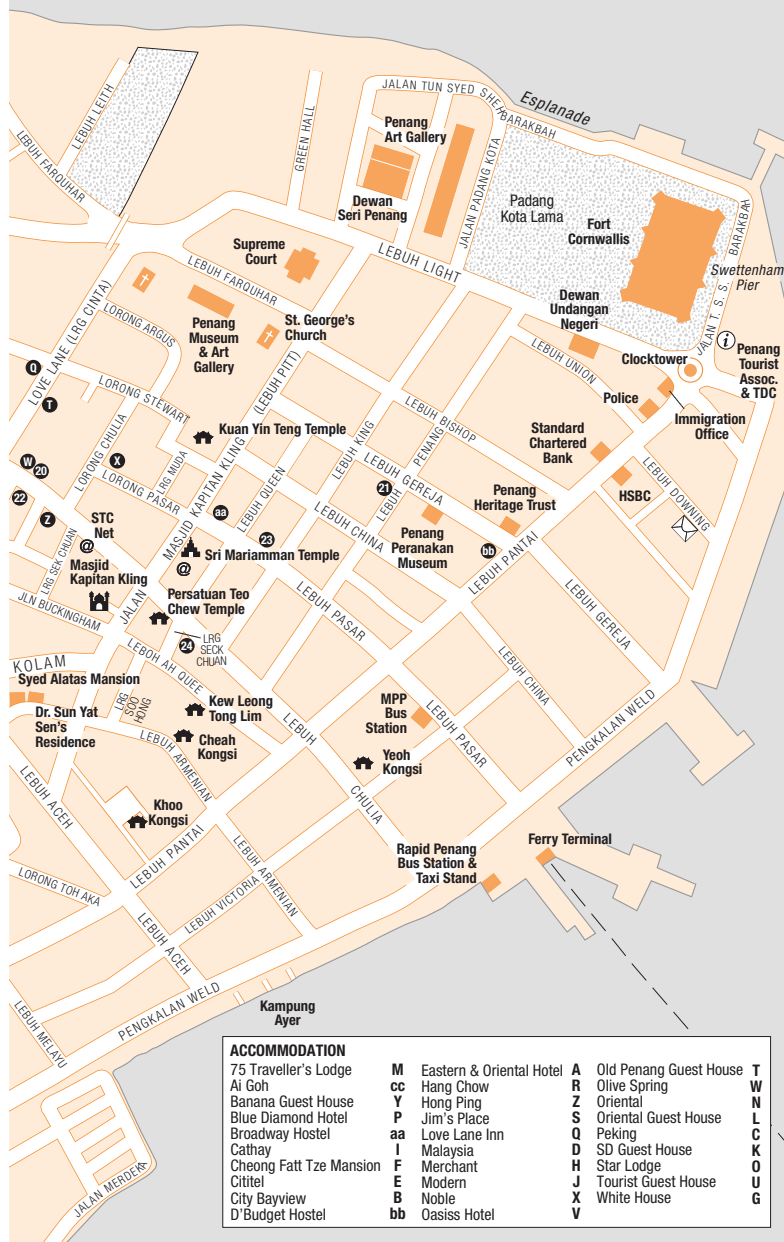 JALAN TUN SYED SHEH BARAKBAH
Esplanade
LEBUH LEITH
LEBUH FARQUHAR
GREEN HALL
Penang
Art Gallery
JALAN PADANG KOTA
Padang
Kota Lama
Fort
Cornwallis
JALAN T. S. S. BARAKBAH
Swettenham
Pier
Dewan
Seri Penang
Supreme
Court
LEBUH LIGHT
LEBUH FARQUHAR
Dewan
Undangan
Negeri
LOVE LANE (LRG CINTA)
LORONG ARGUS
Penang
Museum
& Art
Gallery
St. George's
Church
LEBUH UNION
Clocktower
i
Penang
Tourist
Assoc.
& TDC
Police
Immigration
Office
Q
T
LORONG STEWART
JALAN MASJID KAPITAN KLING (LEBUH PITT)
LEBUH BISHOP
Kuan Yin Teng Temple
LEBUH KING
LEBUH PENANG
Standard
Chartered
Bank
HSBC
LEBUH DOWNING
LORONG CHULIA
X
W
20
LRG MUDA
LORONG PASAR
LEBUH QUEEN
LEBUH GEREJA
21
Penang
Heritage Trust
22
Z
aa
STC
Net
@
LRG SEK CHUAN
23
LEBUH CHINA
Penang
Peranakan
Museum
bb
LEBUH PANTAI
Sri Mariamman Temple
@
Masjid
Kapitan Kling
Persatuan Teo
Chew Temple
LEBUH PASAR
LEBUH GEREJA
JLN BUCKINGHAM
24
LRG
SECK
CHUAN
LEBOH AH QUEE
KOLAM
Syed Alatas Mansion
LRG
SOO
HONG
LEBUH CHINA
Dr. Sun Yat
Sen's
Residence
Kew Leong
Tong Lim
Cheah
Kongsi
LEBUH CHULIA
MPP
Bus
Station
LEBUH PASAR
PENGKALAN WELD
LEBUH ARMENIAN
Yeoh
Kongsi
LEBUH ACEH
Khoo
Kongsi
LEBUH PANTAI
Rapid Penang
Bus Station &
Taxi Stand
Ferry Terminal
LEBUH ARMENIAN
LORONG TOH AKA
LEBUH VICTORIA
LEBUH ACEH
PENGKALAN WELD
LEBUH MELAYU
Kampung
Ayer
JALAN MERDEKA
ACCOMMODATION
75 Traveller's Lodge M Eastern & Oriental Hotel A Old Penang Guest House T
Ai Goh cc Hang Chow R Olive Spring W
Banana Guest House Y Hong Ping Z Oriental N
Blue Diamond Hotel P Jim's Place S Oriental Guest House L
Broadway Hostel aa Love Lane Inn Q Peking C
Cathay I Malaysia D SD Guest House K
Cheong Fatt Tze Mansion F Merchant H Star Lodge O
Cititel E Modern J Tourist Guest House U
City Bayview B Noble X White House G
D'Budget Hostel bb Oasiss Hotel V